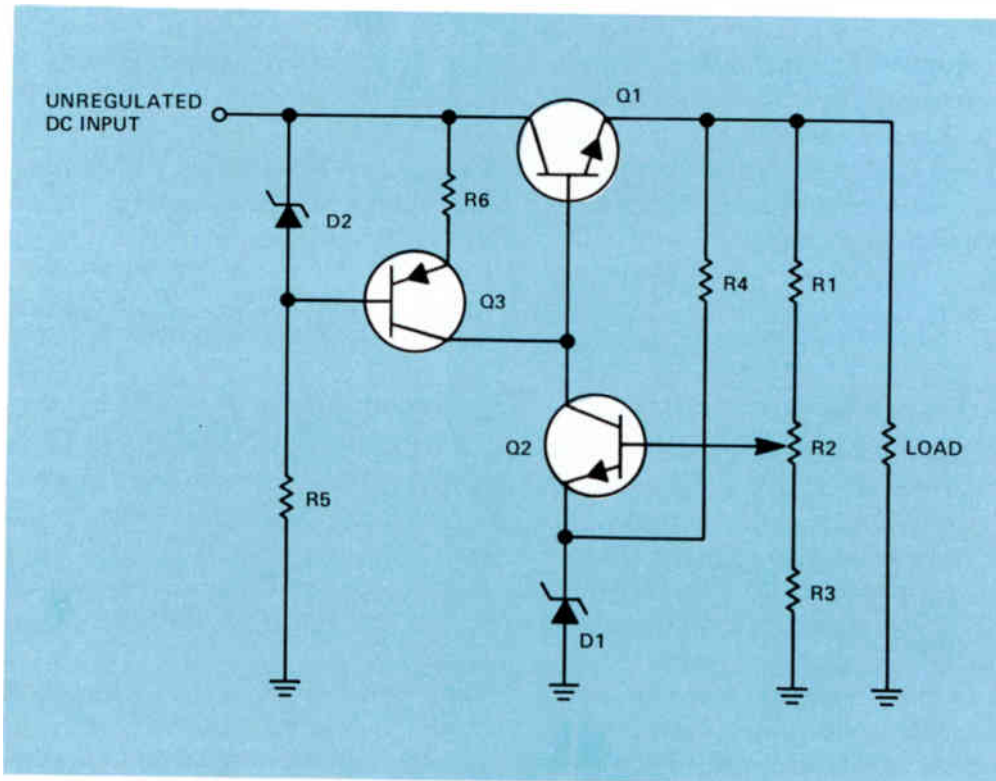 UNREGULATED
DC INPUT
Q1
D2
R6
Q3
R4
R1
Q2
R2
LOAD
R5
R3
D1